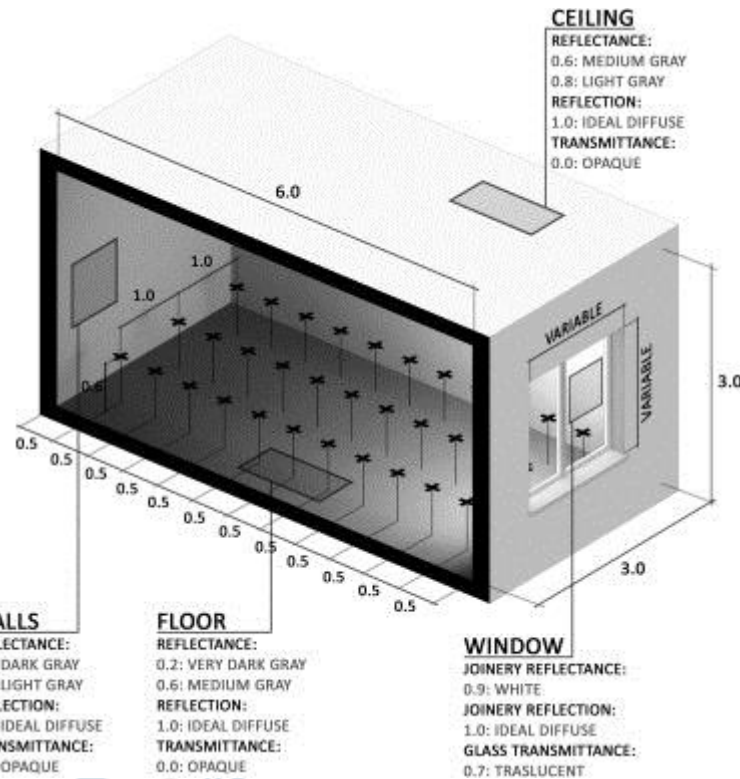 CEILING
REFLECTANCE:
0.6: MEDIUM GRAY
0.8: LIGHT GRAY
REFLECTION:
1.0: IDEAL DIFFUSE
TRANSMITTANCE:
0.0: OPAQUE
6.0
1.0
1.0
0.6
VARIABLE
VARIABLE
3.0
3.0
0.5
0.5
0.5
0.5
0.5
0.5
0.5
0.5
0.5
0.5
0.5
0.5
ALLS
LECTANCE:
DARK GRAY
LIGHT GRAY
LECTION:
IDEAL DIFFUSE
NSMITTANCE:
OPAQUE
FLOOR
REFLECTANCE:
0.2: VERY DARK GRAY
0.6: MEDIUM GRAY
REFLECTION:
1.0: IDEAL DIFFUSE
TRANSMITTANCE:
0.0: OPAQUE
WINDOW
JOINERY REFLECTANCE:
0.9: WHITE
JOINERY REFLECTION:
1.0: IDEAL DIFFUSE
GLASS TRANSMITTANCE:
0.7: TRASLUCENT